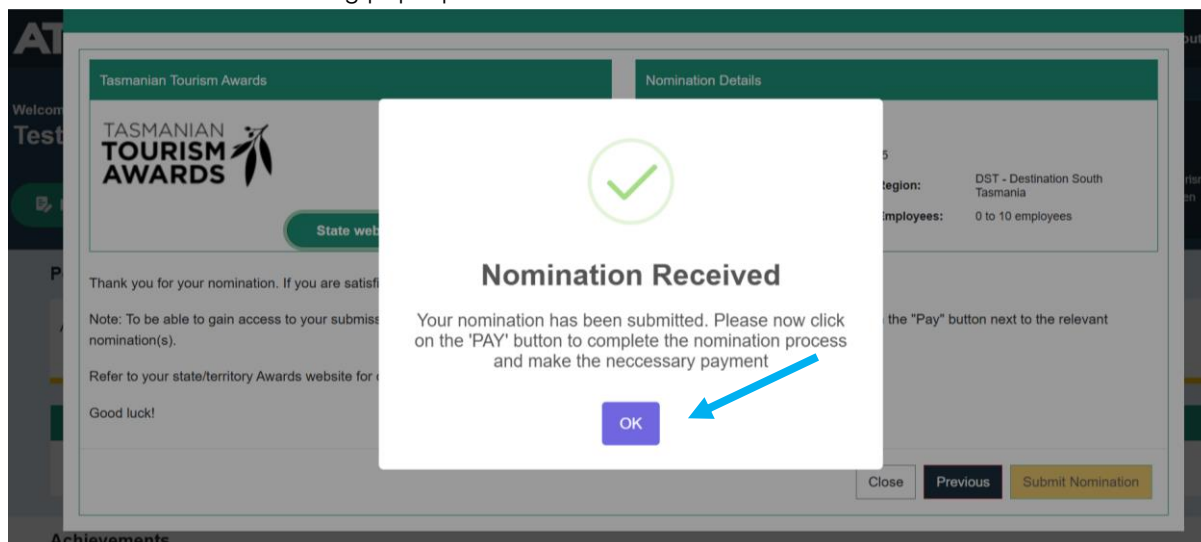 AT
Welcom
Test
Tasmanian Tourism Awards
TASMANIAN
TOURISM
AWARDS
State web
Nomination Details
5
Region:
DST - Destination South
Tasmania
Employees:
0 to 10 employees
Thank you for your nomination. If you are satisfi
Note: To be able to gain access to your submiss
the "Pay" button next to the relevant
nomination(s).
Refer to your state/territory Awards website for
Good luck!
Nomination Received
Your nomination has been submitted. Please now click
on the 'PAY' button to complete the nomination process
and make the neccessary payment
OK
Close
Previous
Submit Nomination
Achievements